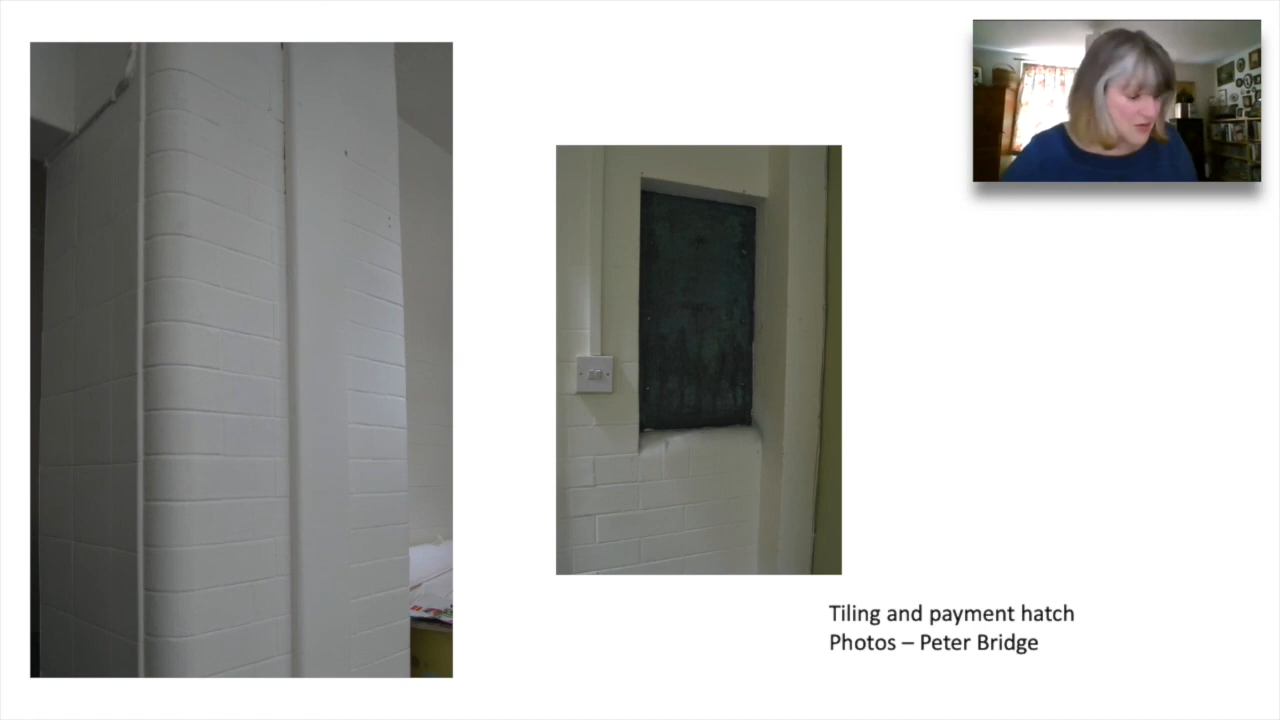 Tiling and payment hatch
Photos – Peter Bridge